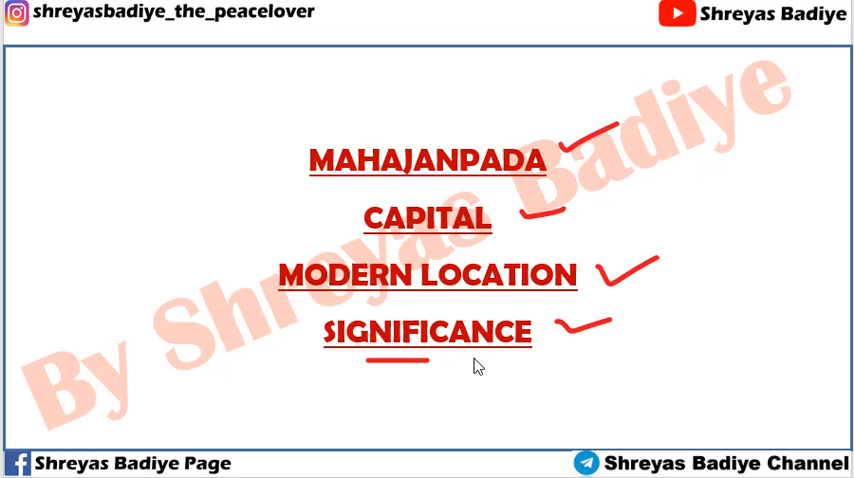 shreyasbadiye_the_peacelover
Shreyas Badiye
MAHAJANPADA
CAPITAL
MODERN LOCATION
SIGNIFICANCE
By Shreyas Badiye
Shreyas Badiye Page
Shreyas Badiye Channel